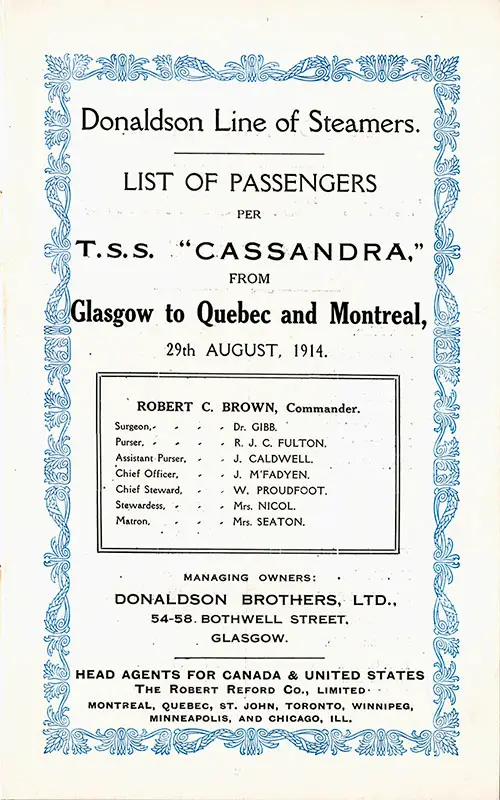 Donaldson Line of Steamers.
LIST OF PASSENGERS
PER
T.S.S. "CASSANDRA,"
FROM
Glasgow to Quebec and Montreal,
29th AUGUST, 1914.
ROBERT C. BROWN, Commander.
Surgeon, - - - - Dr. GIBB.
Purser, - - - - R. J. C. FULTON.
Assistant Purser, - - J. CALDWELL.
Chief Officer, - - J. M'FADYEN.
Chief Steward, - - W. PROUDFOOT.
Stewardess, - - - Mrs. NICOL.
Matron, - - - Mrs. SEATON.
MANAGING OWNERS:
DONALDSON BROTHERS, LTD.,
54-58. BOTHWELL STREET,
GLASGOW.
HEAD AGENTS FOR CANADA & UNITED STATES
THE ROBERT REFORD CO., LIMITED
MONTREAL, QUEBEC, ST. JOHN, TORONTO, WINNIPEG,
MINNEAPOLIS, AND CHICAGO, ILL.